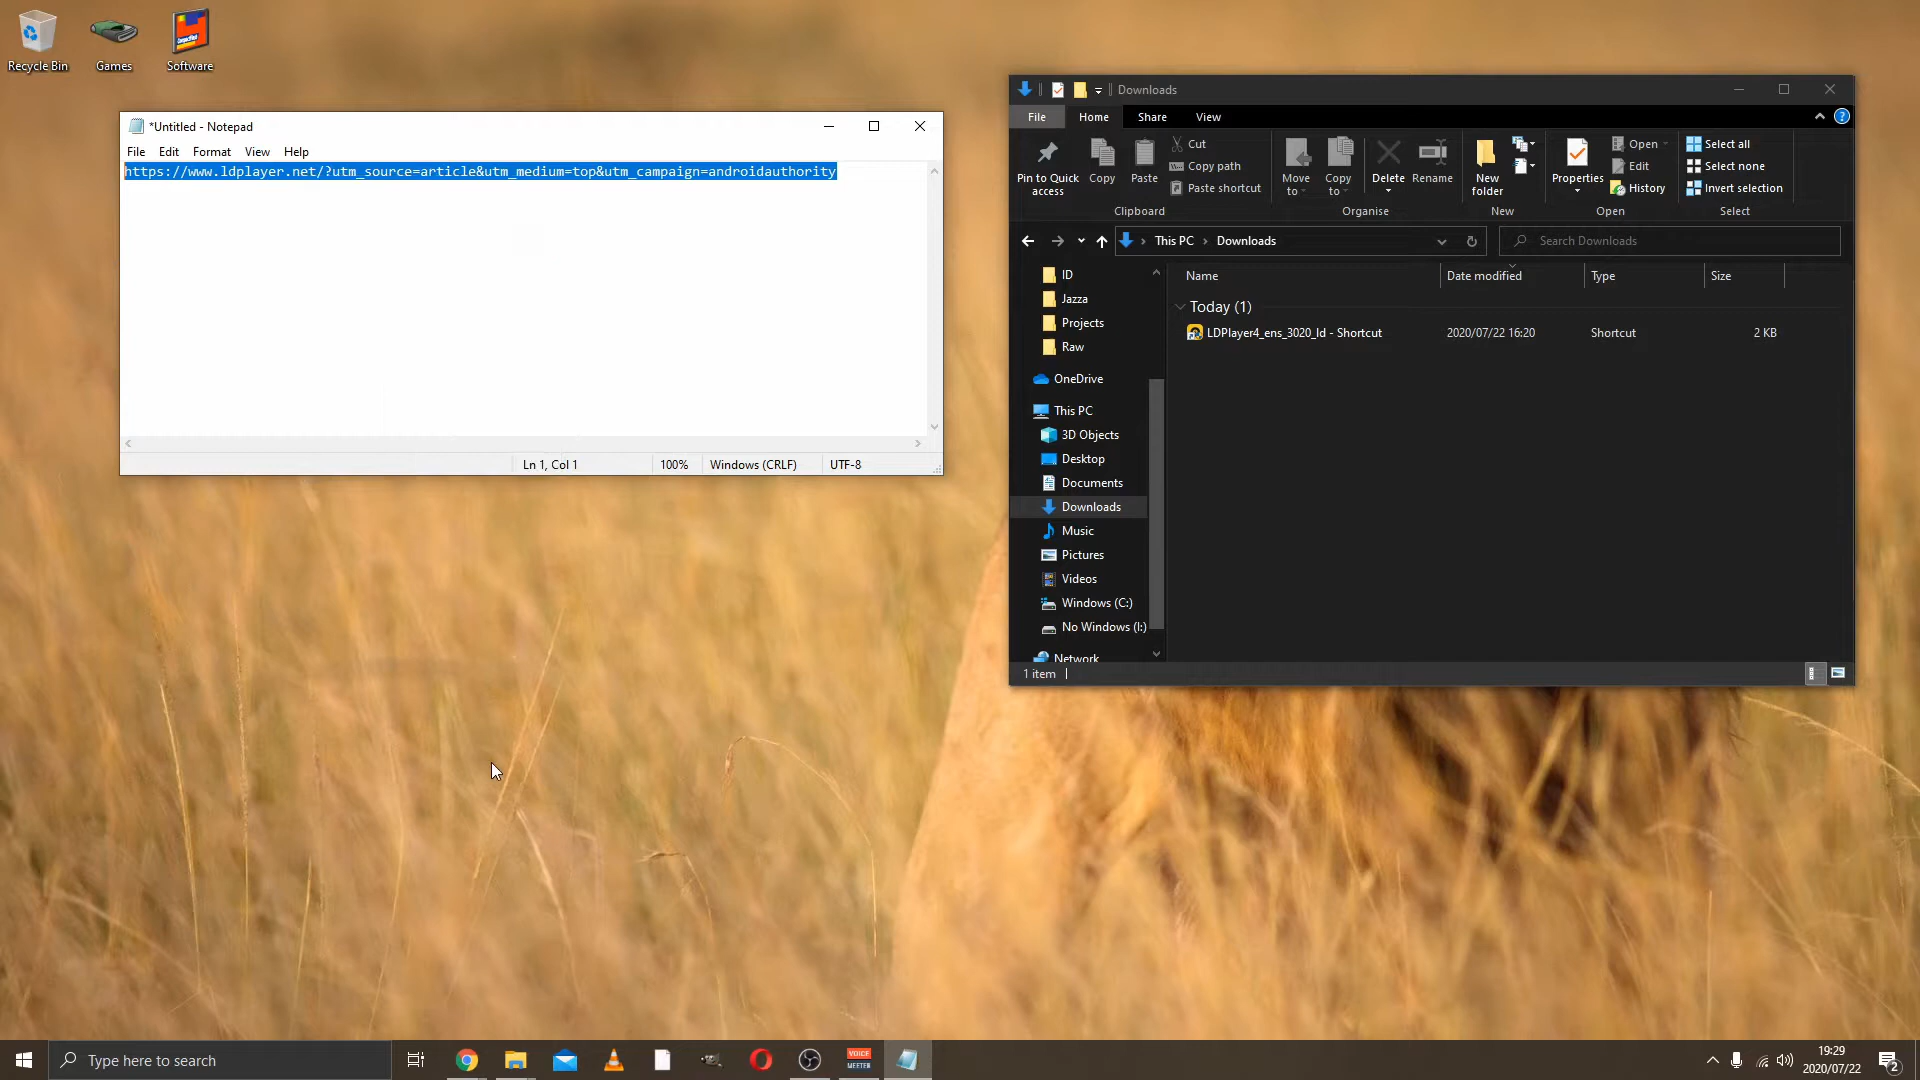 Recycle Bin
Games
Software
*Untitled - Notepad
File Edit Format View Help
https://www.ldplayer.net/?utm_source=article&utm_medium=top&utm_campaign=androidauthority
Ln 1, Col 1 100% Windows (CRLF) UTF-8
Downloads
File Home Share View
Pin to Quick access
Copy
Paste
Cut
Copy path
Paste shortcut
Clipboard
Move to
Copy to
Delete
Rename
Organise
New folder
New
Properties
Open
Edit
History
Open
Select all
Select none
Invert selection
Select
This PC Downloads
Search Downloads
Name Date modified Type Size
Today (1)
LDPlayer4_ens_3020_ld - Shortcut 2020/07/22 16:20 Shortcut 2 KB
ID
Jazza
Projects
Raw
OneDrive
This PC
3D Objects
Desktop
Documents
Downloads
Music
Pictures
Videos
Windows (C:)
No Windows (I:)
Network
1 item
Type here to search
VOICE
MEETER
19:29
2020/07/22
2